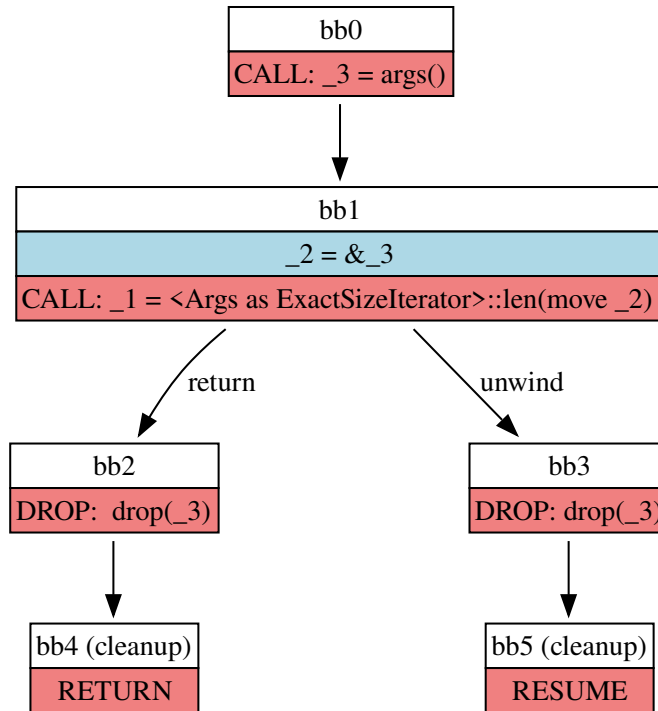 bb0
CALL: _3 = args()
bb1
_2 = &_3
CALL: _1 = <Args as ExactSizeIterator>::len(move _2)
return
unwind
bb2
DROP:  drop(_3)
bb3
DROP: drop(_3)
bb4 (cleanup)
RETURN
bb5 (cleanup)
RESUME